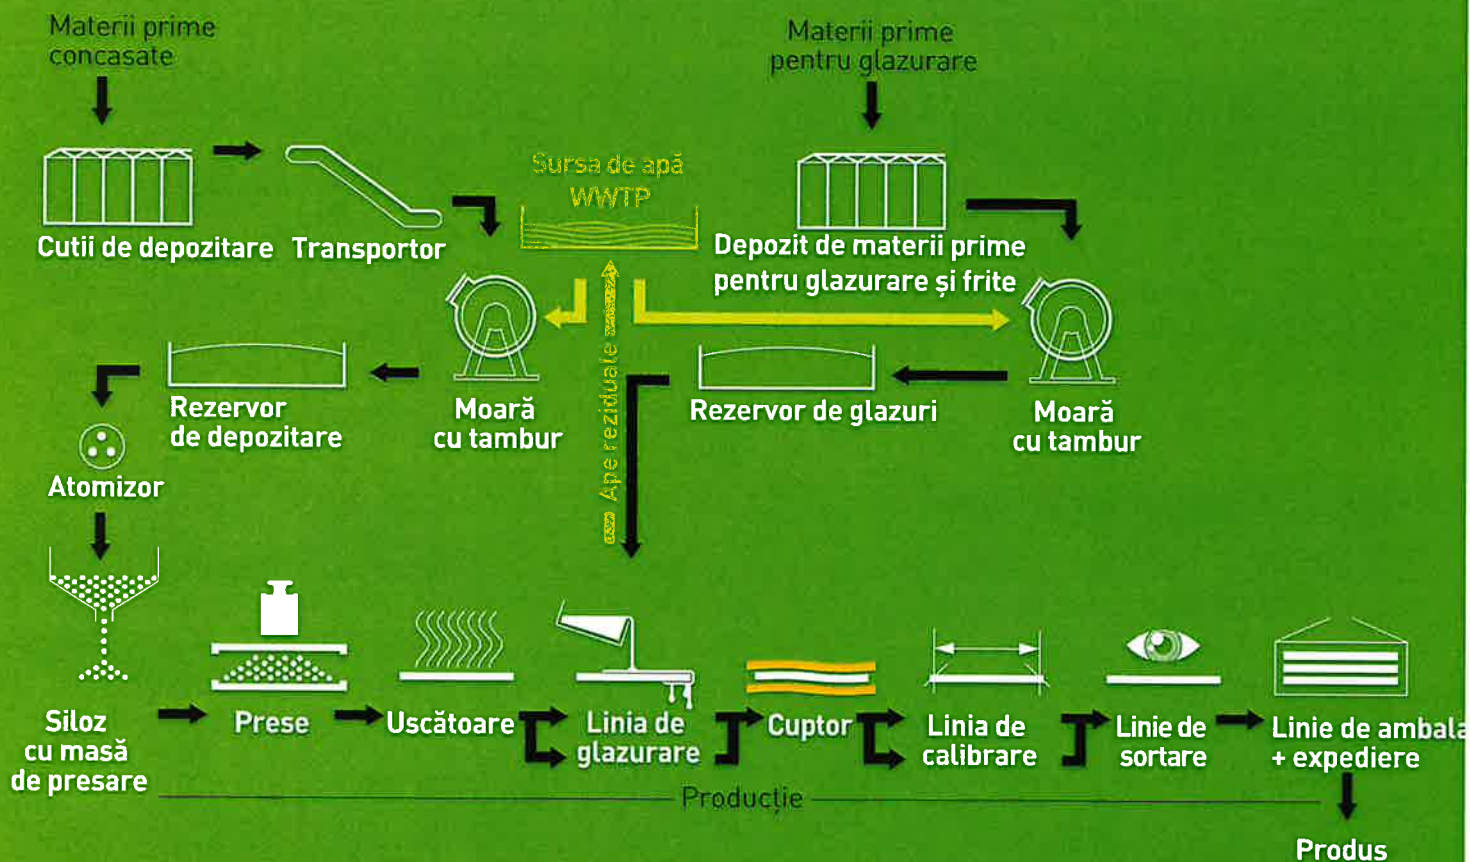 Materii prime
concasate
Materii prime
pentru glazurare
Sursa de apă
WWTP
Cutii de depozitare
Transportor
Depozit de materii prime
pentru glazurare și frite
Ape reziduale
Rezervor
de depozitare
Moară
cu tambur
Rezervor de glazuri
Moară
cu tambur
Atomizor
Siloz
cu masă
de presare
Prese
Uscătoare
Linia de
glazurare
Cuptor
Linia de
calibrare
Linie de
sortare
Linie de ambala
+ expediere
Producție
Produs